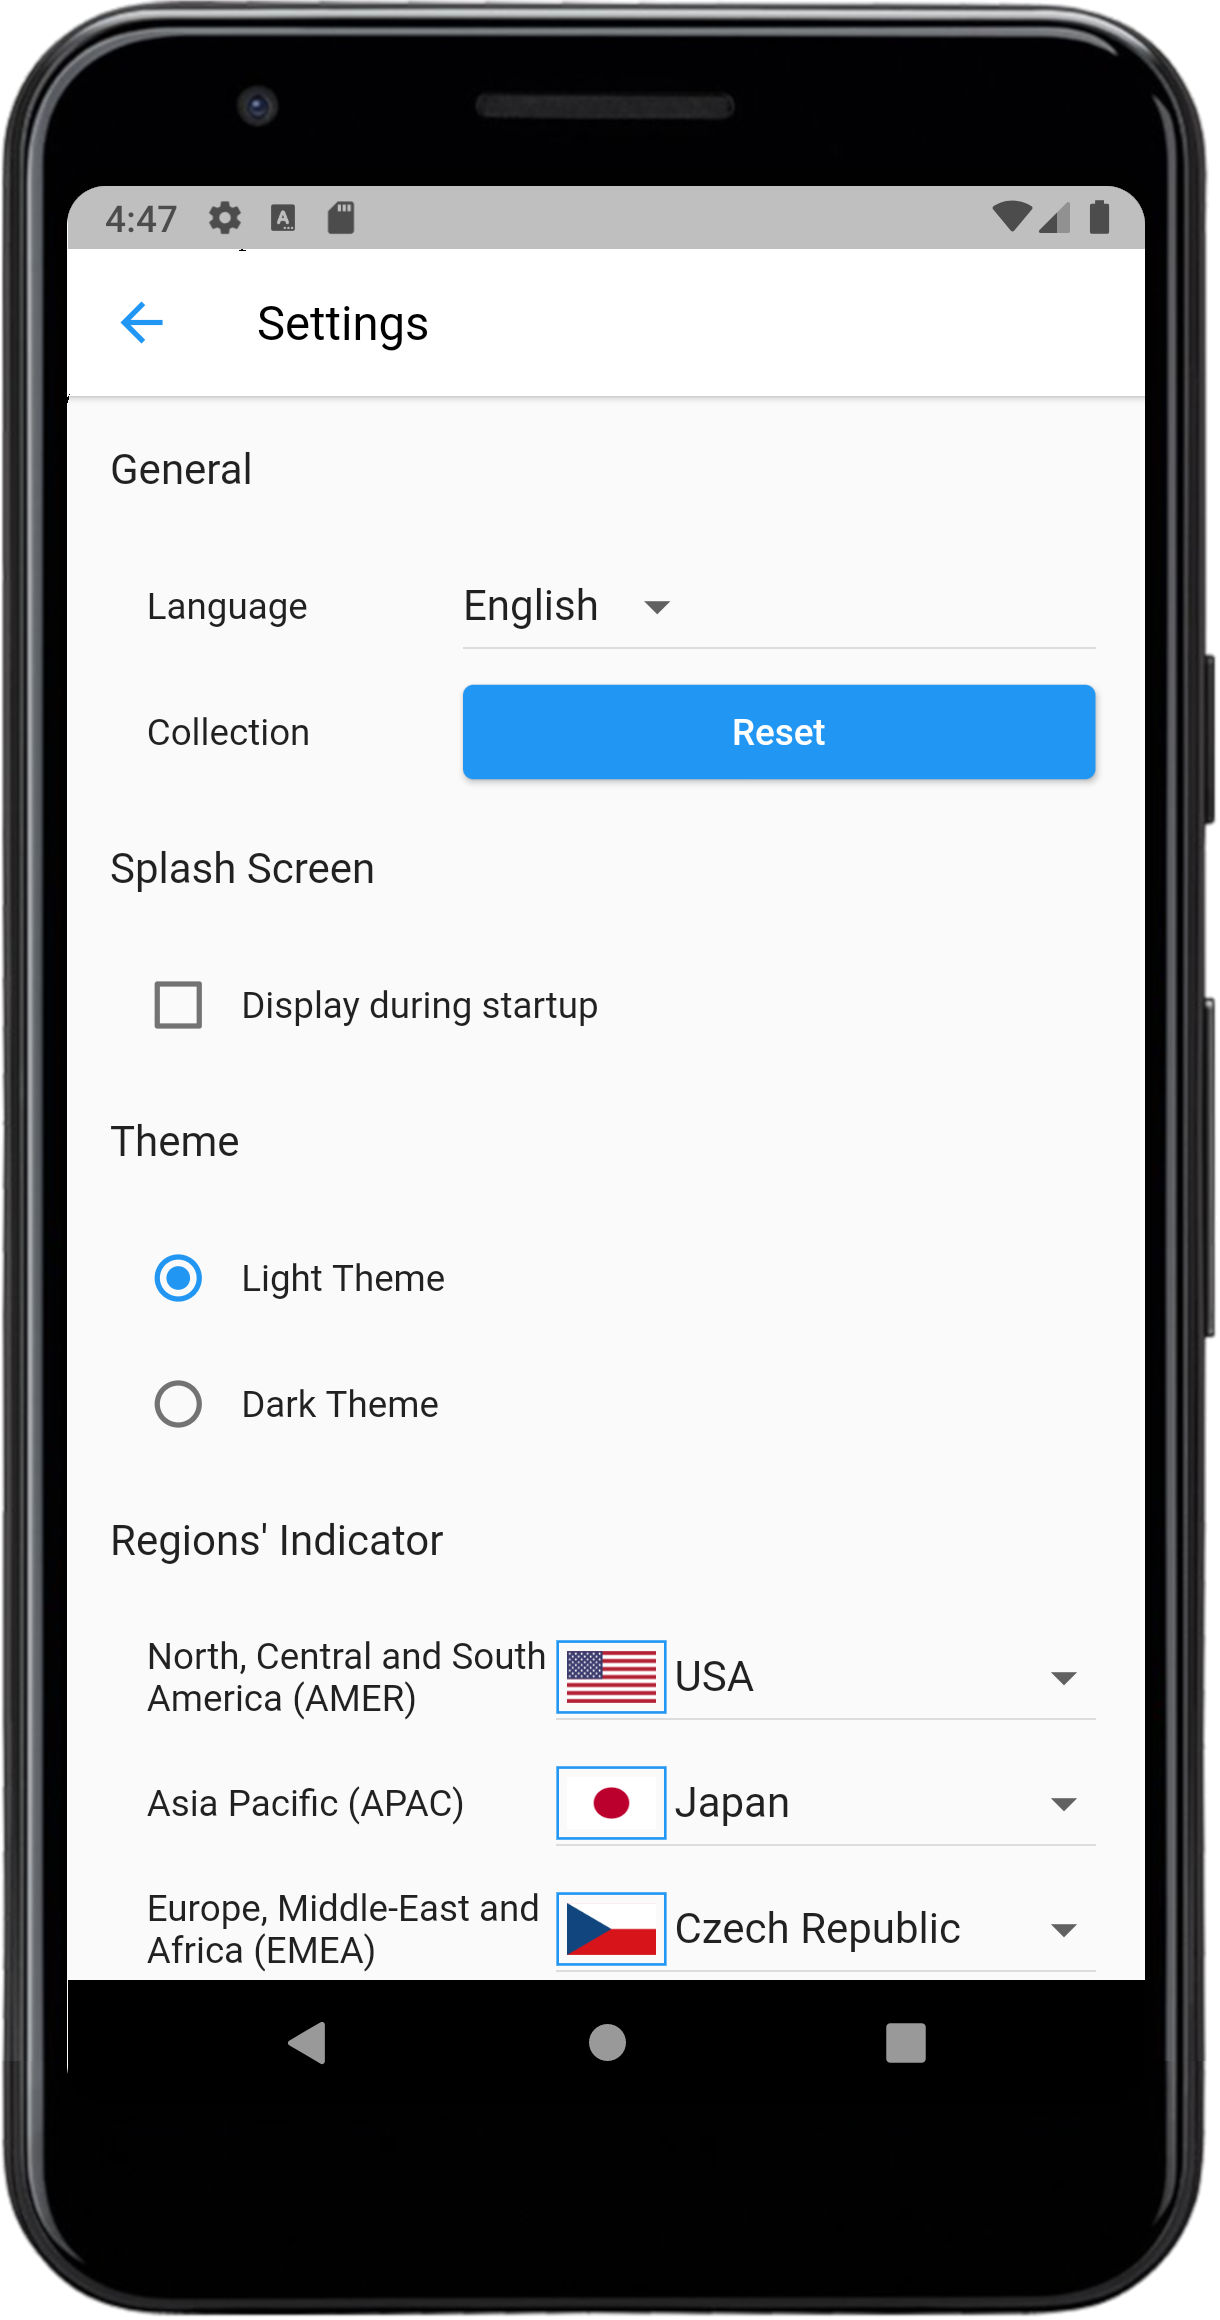 4:47
Settings
General
Language English
Collection Reset
Splash Screen
Display during startup
Theme
Light Theme
Dark Theme
Regions' Indicator
North, Central and South
America (AMER)
USA
Asia Pacific (APAC) Japan
Europe, Middle-East and
Africa (EMEA)
Czech Republic